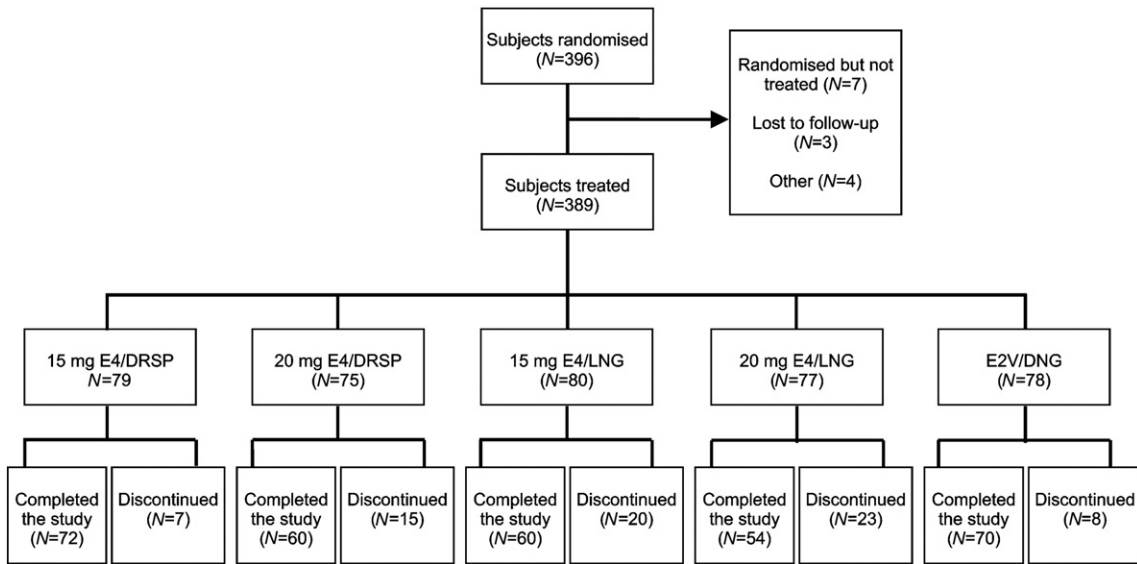 Subjects randomised
(N=396)
Randomised but not
treated (N=7)
Lost to follow-up
(N=3)
Other (N=4)
Subjects treated
(N=389)
15 mg E4/DRSP
N=79
20 mg E4/DRSP
(N=75)
15 mg E4/LNG
(N=80)
20 mg E4/LNG
(N=77)
E2V/DNG
(N=78)
Completed
the study
(N=72)
Discontinued
(N=7)
Completed
the study
(N=60)
Discontinued
(N=15)
Completed
the study
(N=60)
Discontinued
(N=20)
Completed
the study
(N=54)
Discontinued
(N=23)
Completed
the study
(N=70)
Discontinued
(N=8)